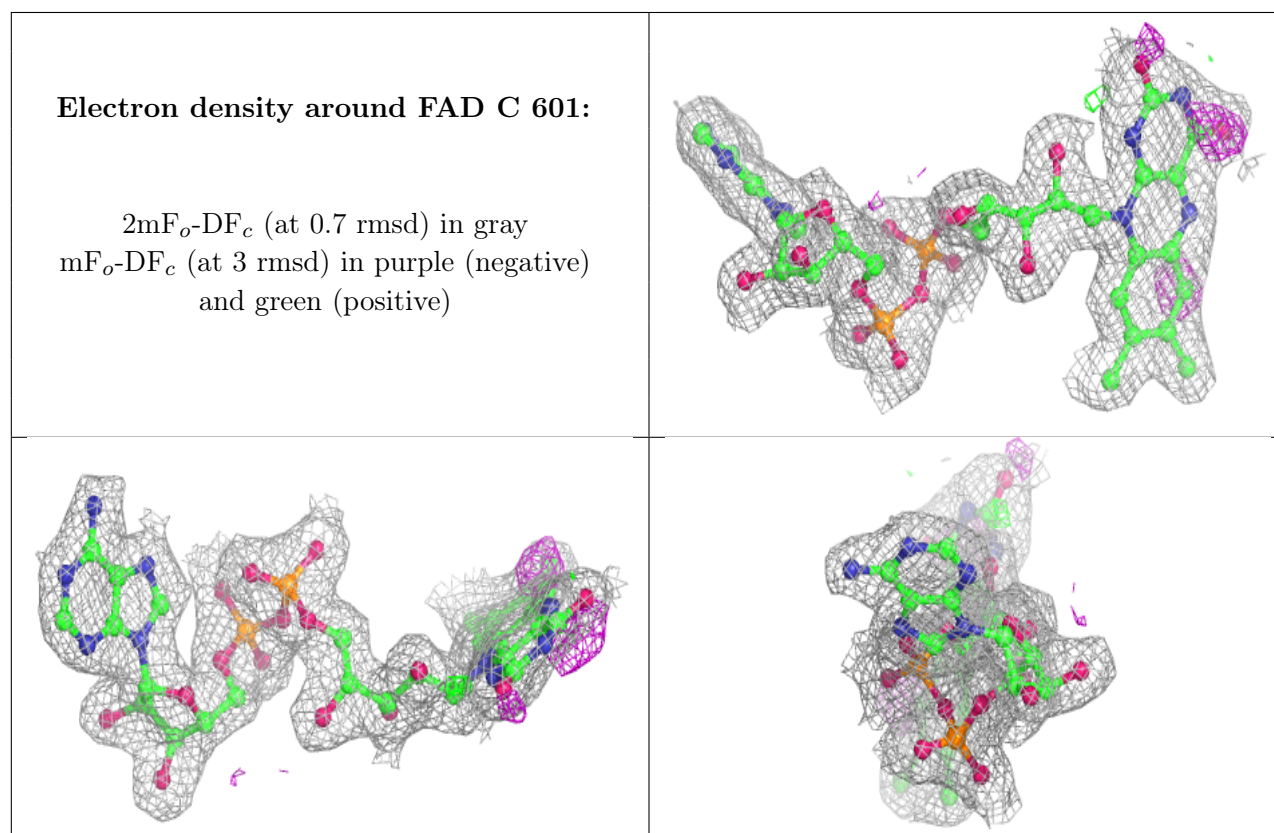 Electron density around FAD C 601:
2mFo-DFc (at 0.7 rmsd) in gray
mFo-DFc (at 3 rmsd) in purple (negative)
and green (positive)